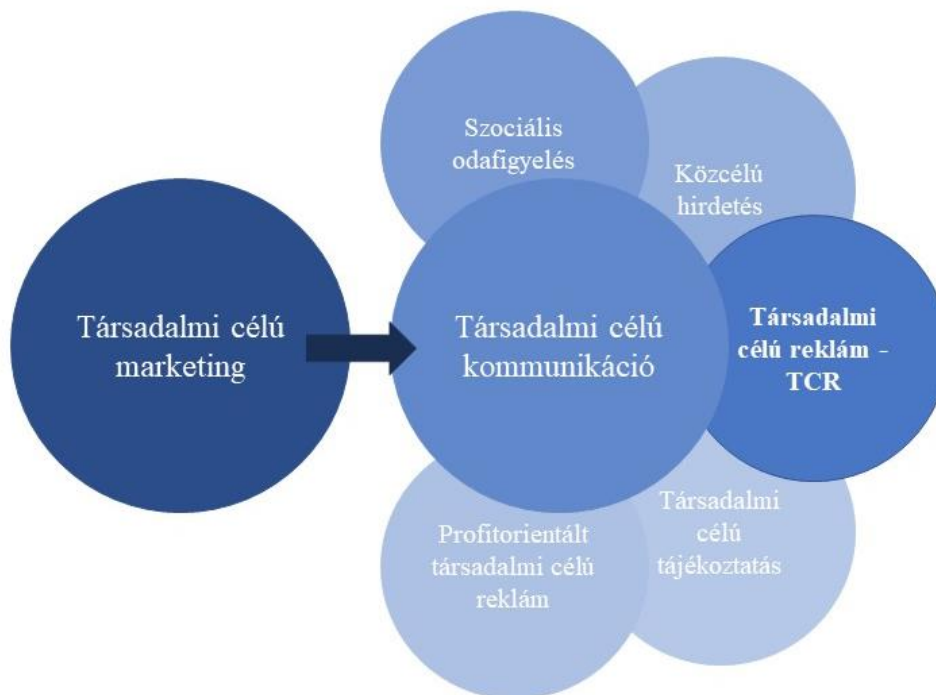 Társadalmi célú
marketing
Társadalmi célú
kommunikáció
Szociális
odafigyelés
Közcélú
hirdetés
Társadalmi
célú reklám -
TCR
Társadalmi
célú
tájékoztatás
Profitorientált
társadalmi célú
reklám